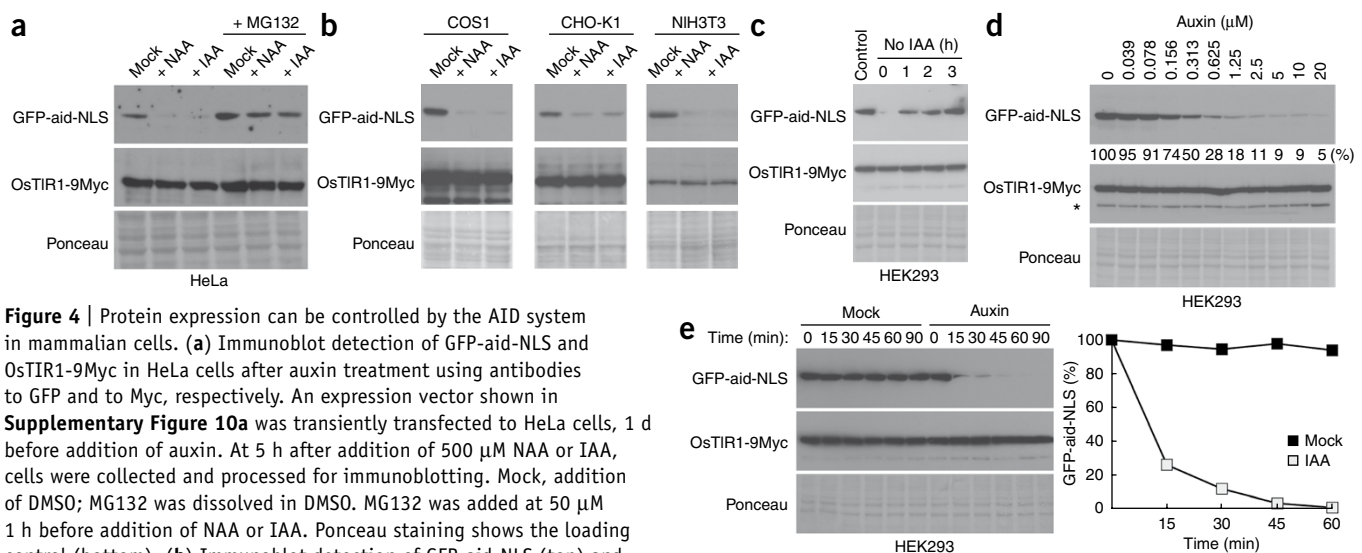 a
+ MG132
Mock
+ NAA
+ IAA
Mock
+ NAA
+ IAA
GFP-aid-NLS
OsTIR1-9Myc
Ponceau
HeLa
b
COS1 CHO-K1 NIH3T3
Mock
+ NAA
+ IAA
Mock
+ NAA
+ IAA
Mock
+ NAA
+ IAA
GFP-aid-NLS
OsTIR1-9Myc
Ponceau
c
Control
No IAA (h)
0 1 2 3
GFP-aid-NLS
OsTIR1-9Myc
Ponceau
HEK293
d
Auxin (μM)
0 0.039 0.078 0.156 0.313 0.625 1.25 2.5 5 10 20
GFP-aid-NLS
100 95 91 74 50 28 18 11 9 9 5 (%)
OsTIR1-9Myc
*
Ponceau
HEK293
Figure 4 | Protein expression can be controlled by the AID system
in mammalian cells. (a) Immunoblot detection of GFP-aid-NLS and
OsTIR1-9Myc in HeLa cells after auxin treatment using antibodies
to GFP and to Myc, respectively. An expression vector shown in
Supplementary Figure 10a was transiently transfected to HeLa cells, 1 d
before addition of auxin. At 5 h after addition of 500 μM NAA or IAA,
cells were collected and processed for immunoblotting. Mock, addition
of DMSO; MG132 was dissolved in DMSO. MG132 was added at 50 μM
1 h before addition of NAA or IAA. Ponceau staining shows the loading
control (bottom). (b) Immunoblot detection of GFP-aid-NLS (top) and
e
Mock Auxin
Time (min): 0 15 30 45 60 90 0 15 30 45 60 90
GFP-aid-NLS
OsTIR1-9Myc
Ponceau
HEK293
GFP-aid-NLS (%)
100
80
60
40
20
0
Mock
IAA
15 30 45 60
Time (min)